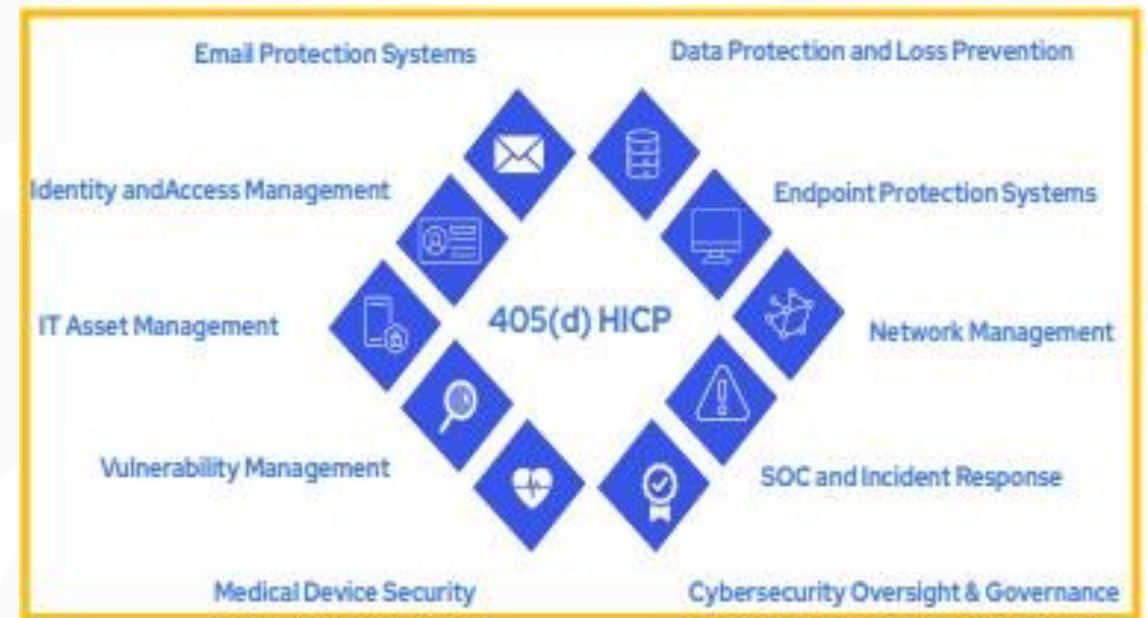 Email Protection Systems
Data Protection and Loss Prevention
Identity andAccess Management
Endpoint Protection Systems
405(d) HICP
IT Asset Management
Network Management
Vulnerability Management
SOC and Incident Response
Medical Device Security
Cybersecurity Oversight & Governance